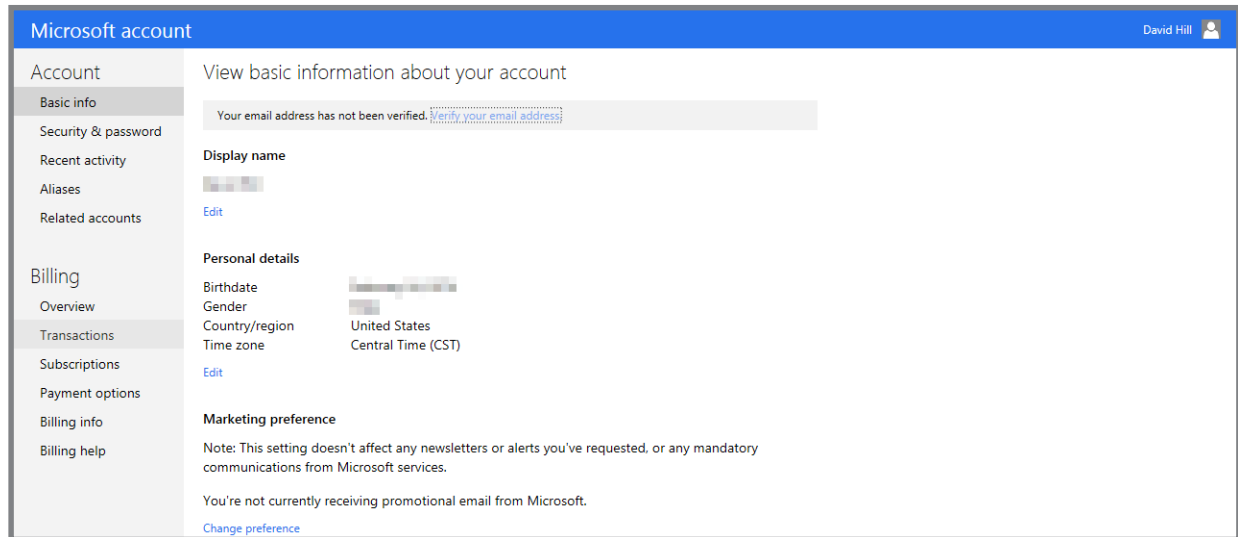 Microsoft account
David Hill
Account
Basic info
Security & password
Recent activity
Aliases
Related accounts
Billing
Overview
Transactions
Subscriptions
Payment options
Billing info
Billing help
View basic information about your account
Your email address has not been verified. Verify your email address
Display name
Edit
Personal details
Birthdate
Gender
Country/region United States
Time zone Central Time (CST)
Edit
Marketing preference
Note: This setting doesn't affect any newsletters or alerts you've requested, or any mandatory
communications from Microsoft services.
You're not currently receiving promotional email from Microsoft.
Change preference